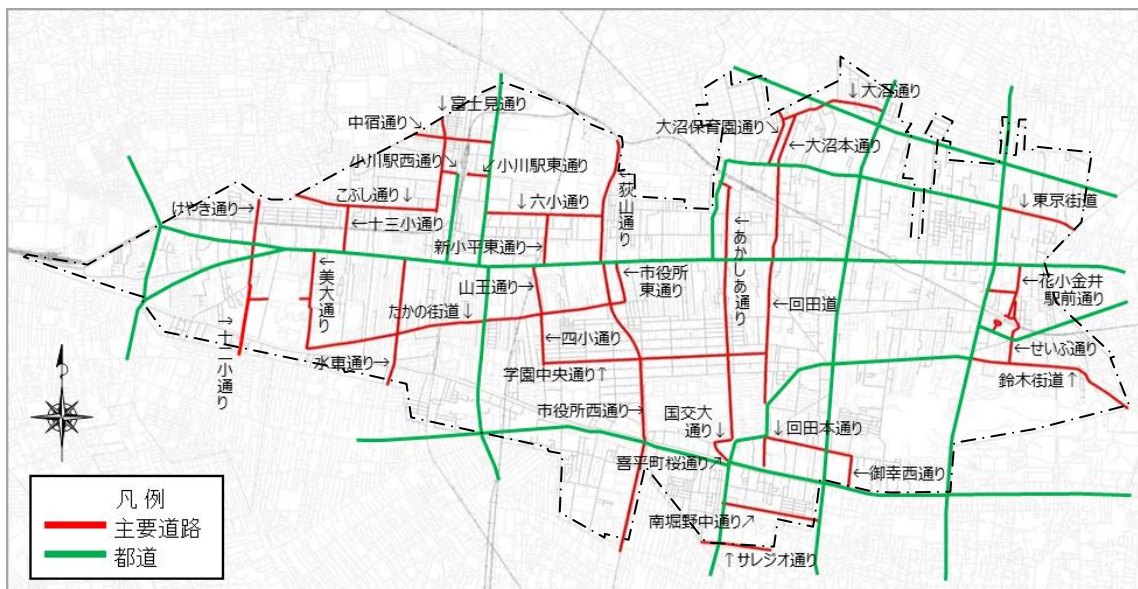 ↓大沼通り
↓富士見通り
中宿通り↘
大沼保育園通り↘
←大沼本通り
小川駅西通り↘
↙小川駅東通り
こぶし通り↓
けやき通り→
↓六小通り
←荻山通り
↓東京街道
←十三小通り
新小平東通り→
←あかしあ通り
←美大通り
山王通り→
←市役所
東通り
←花小金井
駅前通り
たかの街道↓
←回田道
→十二小通り
水車通り→
←四小通り
←せいぶ通り
学園中央通り↑
鈴木街道↑
市役所西通り→
国交大
通り↓
↓回田本通り
喜平町桜通り↗
←御幸西通り
南堀野中通り↗
↑サレジオ通り
凡例
主要道路
都道